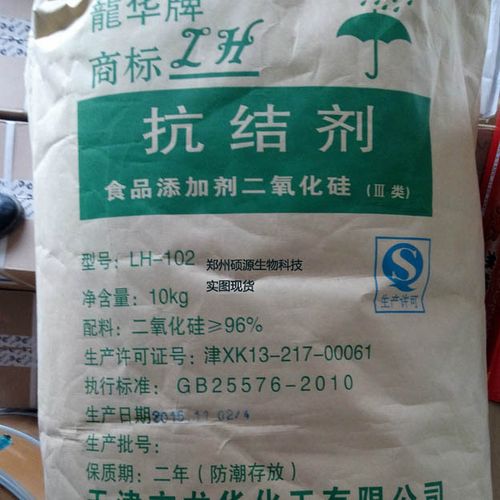 龍华牌
商标 LH
抗结剂
食品添加剂二氧化硅（Ⅲ类）
型号：LH-102
郑州硕源生物科技
实图现货
净含量：10kg
生产许可
配料：二氧化硅≥96%
生产许可证号：津XK13-217-00061
执行标准：GB25576-2010
生产日期
生产批号：
保质期：二年（防潮存放）